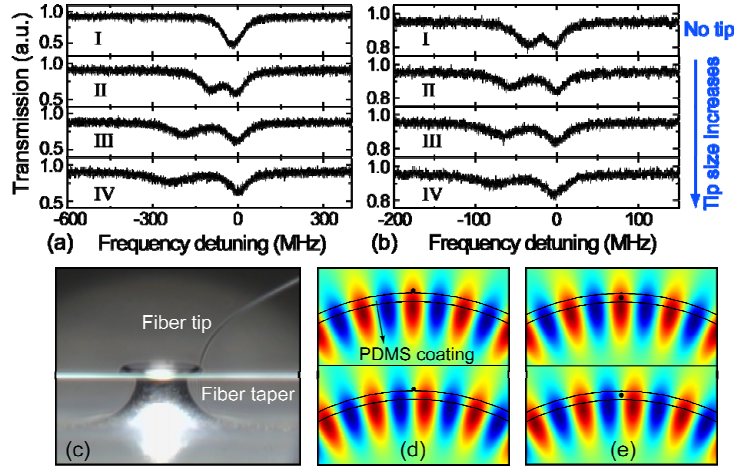 Transmission (a.u.)
1.0
0.5
I
1.0
0.5
II
1.0
0.5
III
1.0
0.5
IV
-600 -300 0 300
(a) Frequency detuning (MHz)
1.0
0.8
I
1.0
0.8
II
1.0
0.8
III
1.0
0.8
IV
-200 -100 0 100
(b) Frequency detuning (MHz)
No tip
Tip size increases
Fiber tip
Fiber taper
(c)
PDMS coating
(d)
(e)